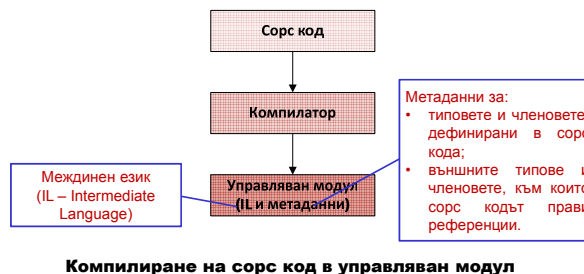 Сорс код
Компилатор
Управляван модул
(IL и метаданни)
Междинен език
(IL – Intermediate
Language)
Метаданни за:
• типовете и членовете,
дефинирани в сорс
кода;
• външните типове и
членовете, към които
сорс кодът прави
референции.
Компилиране на сорс код в управляван модул